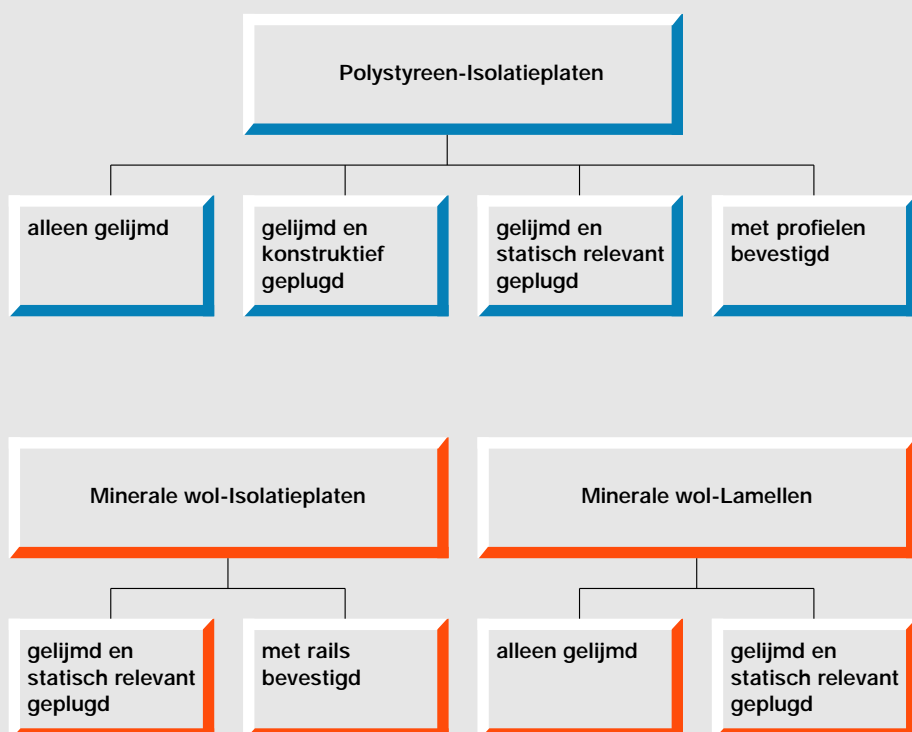 Polystyreen-Isolatieplaten
alleen gelijmd
gelijmd en
konstruktief
geplugd
gelijmd en
statisch relevant
geplugd
met profielen
bevestigd
Minerale wol-Isolatieplaten
Minerale wol-Lamellen
gelijmd en
statisch relevant
geplugd
met rails
bevestigd
alleen gelijmd
gelijmd en
statisch relevant
geplugd